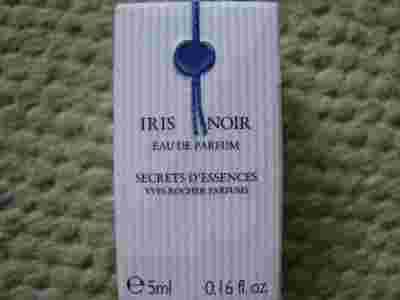 IRIS NOIR
EAU DE PARFUM
SECRETS D'ESSENCES
YVES ROCHER PARFUMS
℮5ml 0.16 fl. oz.